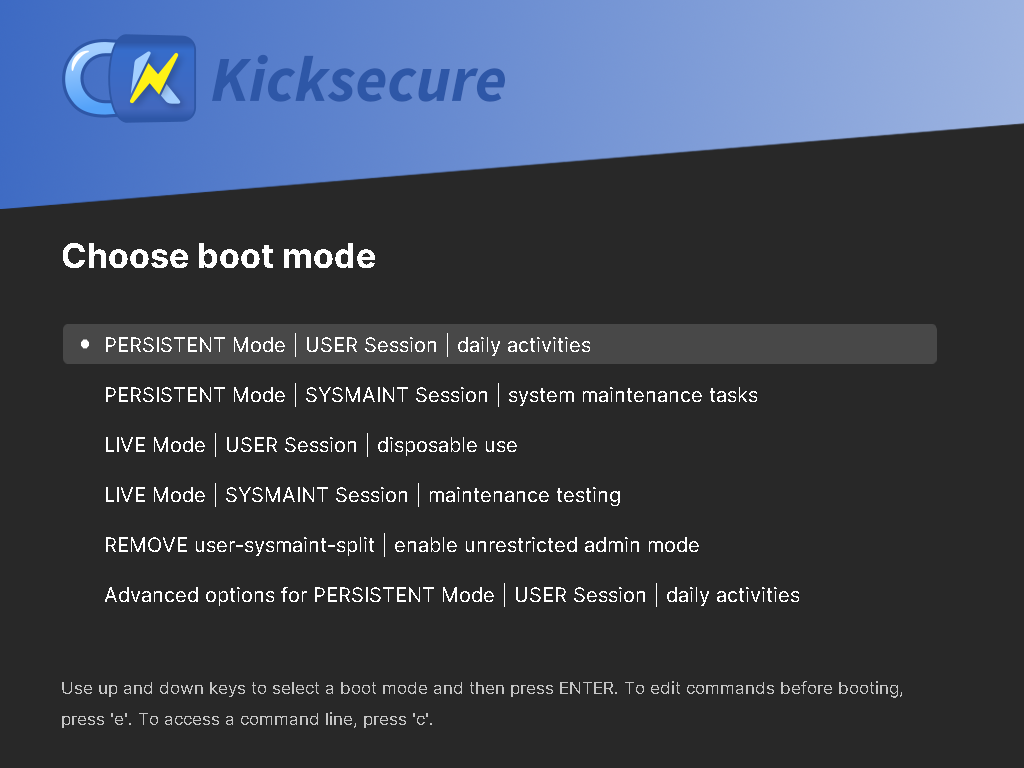 Kicksecure
Choose boot mode
PERSISTENT Mode | USER Session | daily activities
PERSISTENT Mode | SYSMAINT Session | system maintenance tasks
LIVE Mode | USER Session | disposable use
LIVE Mode | SYSMAINT Session | maintenance testing
REMOVE user-sysmaint-split | enable unrestricted admin mode
Advanced options for PERSISTENT Mode | USER Session | daily activities
Use up and down keys to select a boot mode and then press ENTER. To edit commands before booting,
press 'e'. To access a command line, press 'c'.